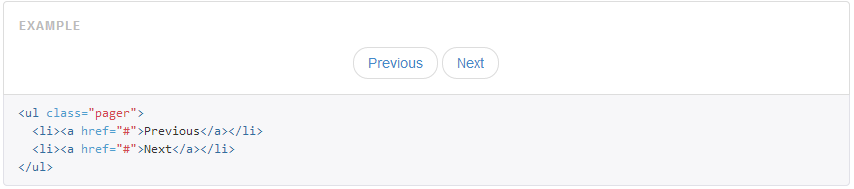 EXAMPLE
Previous Next
<ul class="pager">
  <li><a href="#">Previous</a></li>
  <li><a href="#">Next</a></li>
</ul>